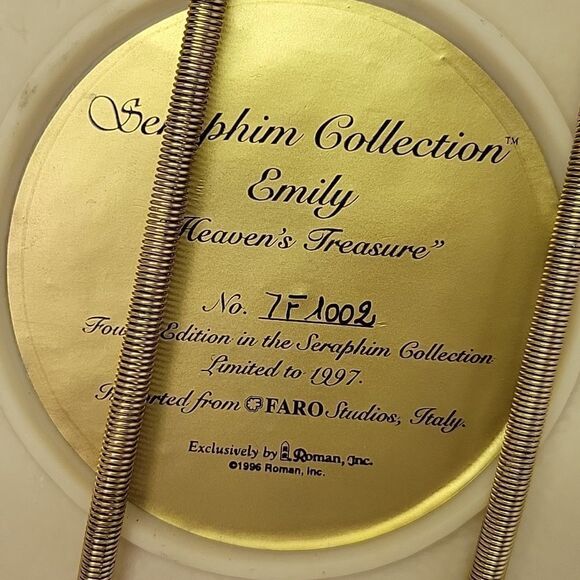 Seraphim Collection™
Emily
Heaven's Treasure”
No. 7F1002
Edition in the Seraphim Collection
Limited to 1997.
from FARO Studios, Italy.
Exclusively by Roman, Inc.
©1996 Roman, Inc.